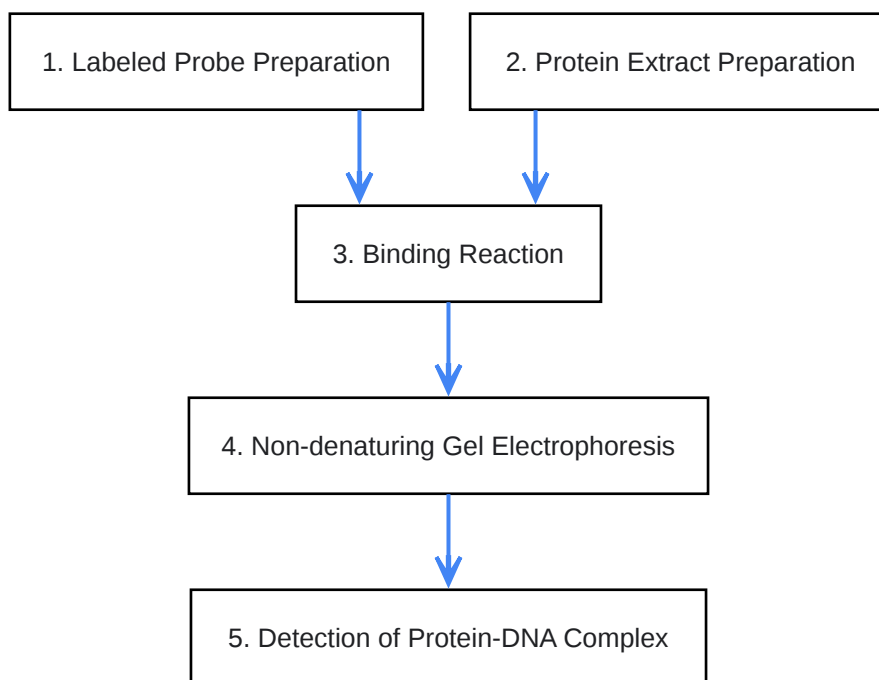 1. Labeled Probe Preparation
2. Protein Extract Preparation
3. Binding Reaction
4. Non-denaturing Gel Electrophoresis
5. Detection of Protein-DNA Complex